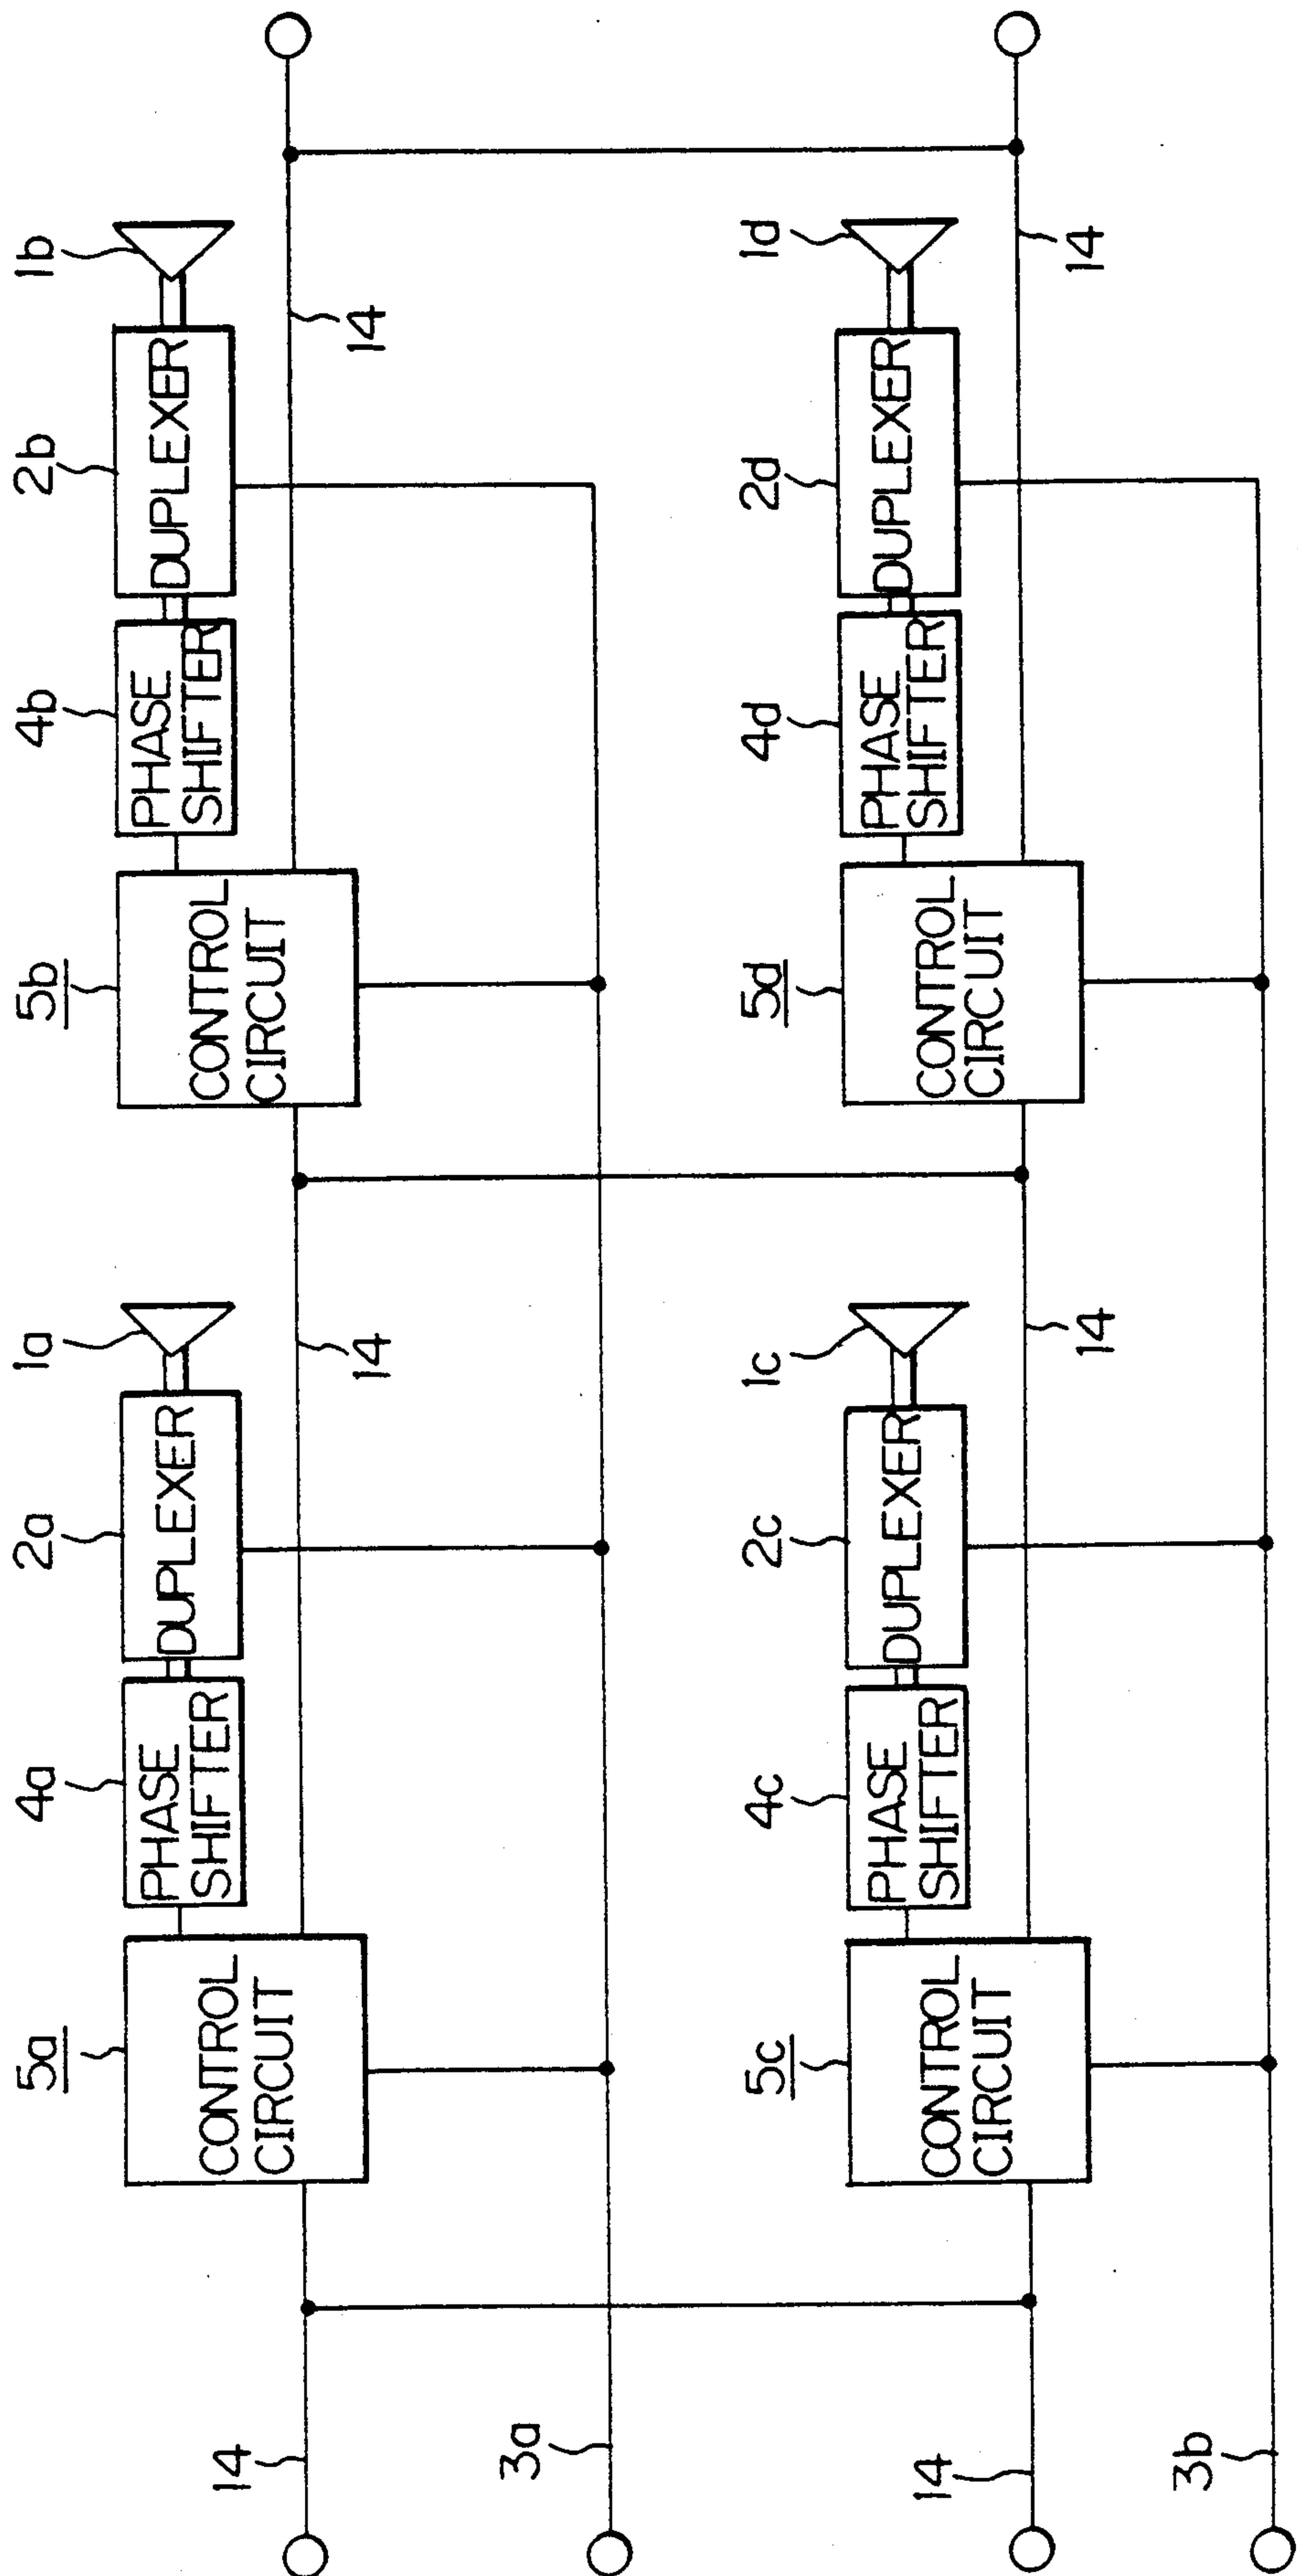 5a
4a
2a
1a
5b
4b
2b
1b
CONTROL
CIRCUIT
PHASE
SHIFTER
DUPLEXER
CONTROL
CIRCUIT
PHASE
SHIFTER
DUPLEXER
14
14
14
3a
5c
4c
2c
1c
5d
4d
2d
1d
CONTROL
CIRCUIT
PHASE
SHIFTER
DUPLEXER
CONTROL
CIRCUIT
PHASE
SHIFTER
DUPLEXER
14
14
14
3b